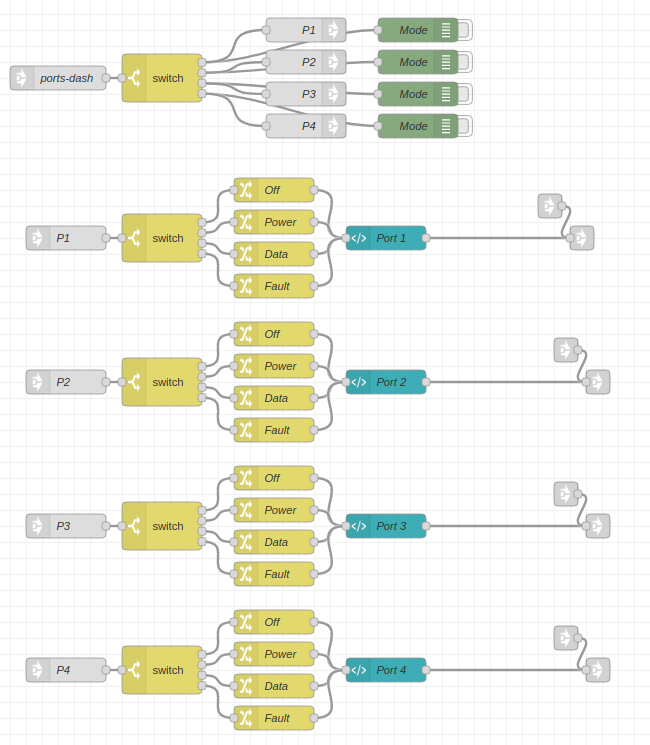 P1
Mode
ports-dash
switch
P2
Mode
P3
Mode
P4
Mode
Off
Power
P1
switch
Port 1
Data
Fault
Off
Power
P2
switch
Port 2
Data
Fault
Off
Power
P3
switch
Port 3
Data
Fault
Off
Power
P4
switch
Port 4
Data
Fault